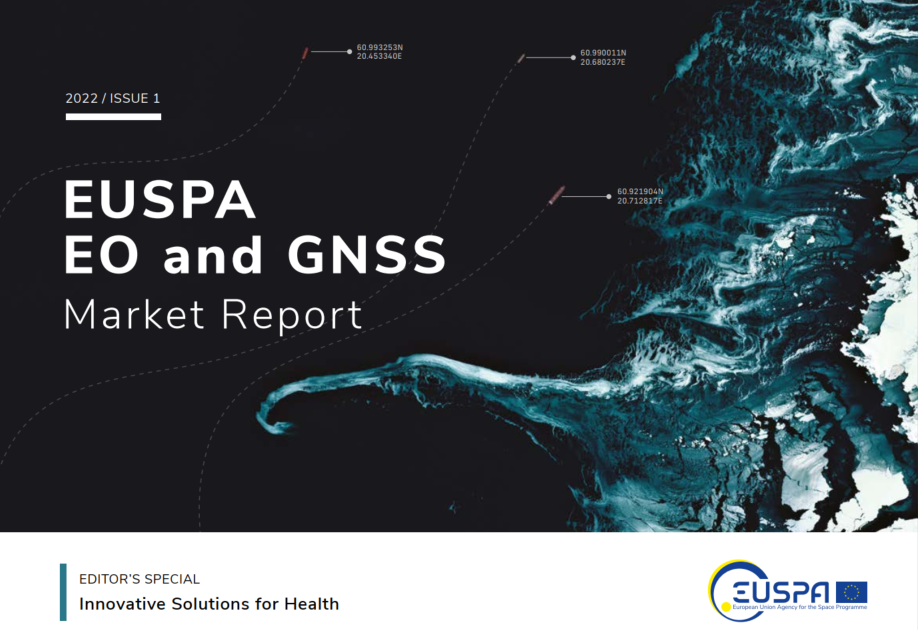 60.993253N
20.453340E
60.990011N
20.680237E
2022 / ISSUE 1
EUSPA
EO and GNSS
Market Report
60.921904N
20.712817E
EDITOR'S SPECIAL
Innovative Solutions for Health
EUSPA
European Union Agency for the Space Programme